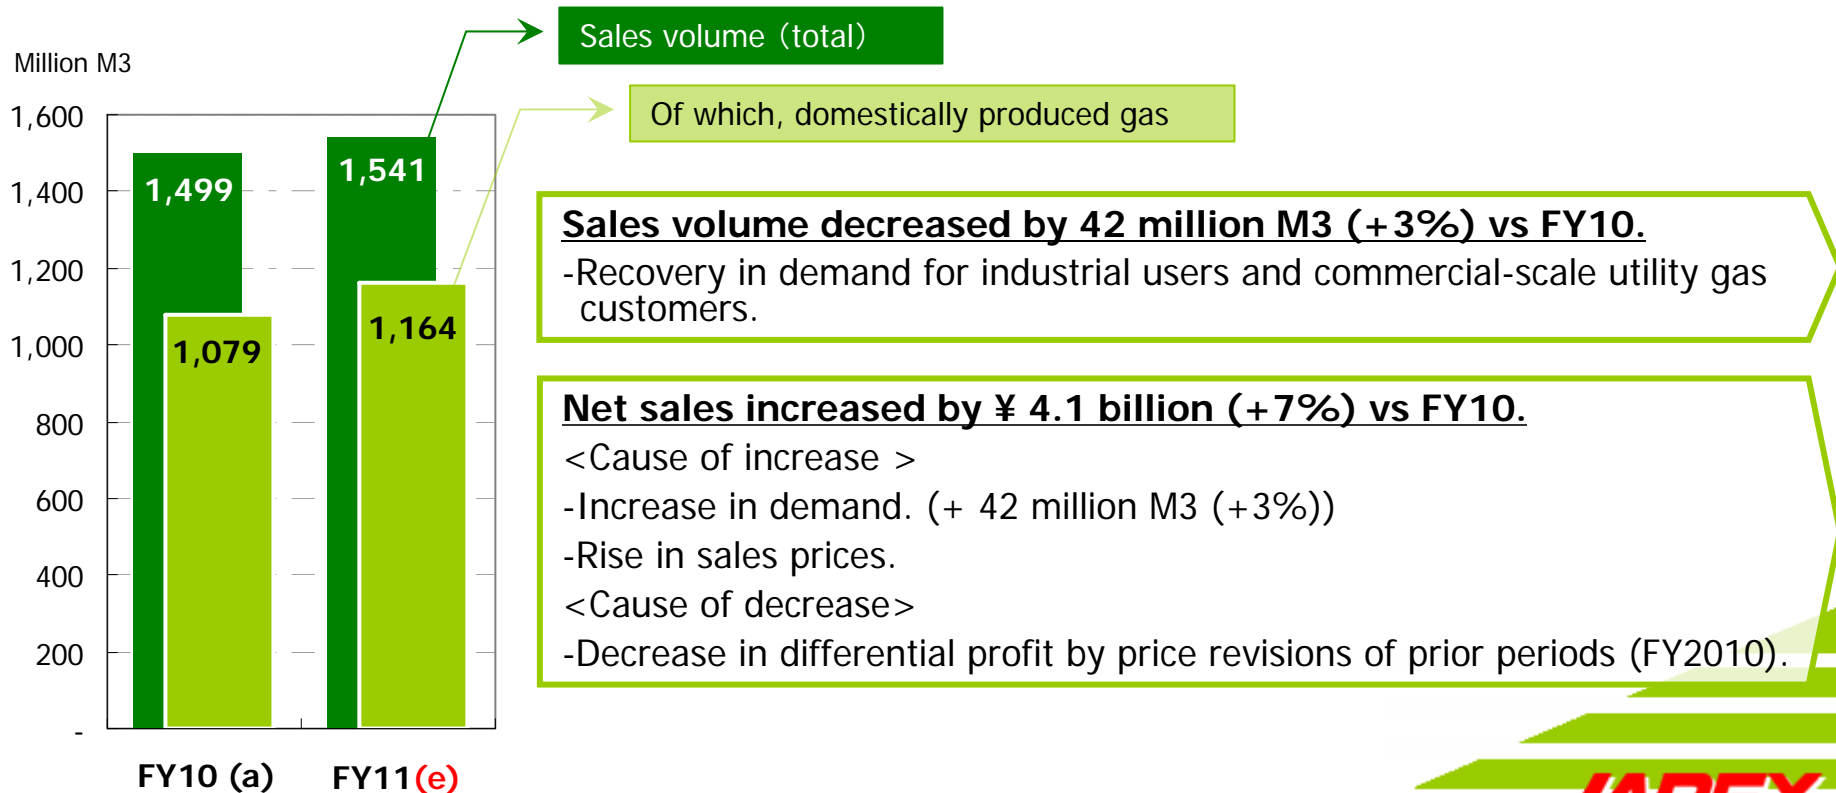 Sales volume（total）
Million M3
Of which, domestically produced gas
1,600
1,400
1,200
1,000
800
600
400
200
-
1,499
1,541
1,079
1,164
FY10 (a)
FY11(e)
Sales volume decreased by 42 million M3 (+3%) vs FY10.
-Recovery in demand for industrial users and commercial-scale utility gas
customers.
Net sales increased by ¥ 4.1 billion (+7%) vs FY10.
<Cause of increase >
-Increase in demand. (+ 42 million M3 (+3%))
-Rise in sales prices.
<Cause of decrease>
-Decrease in differential profit by price revisions of prior periods (FY2010).